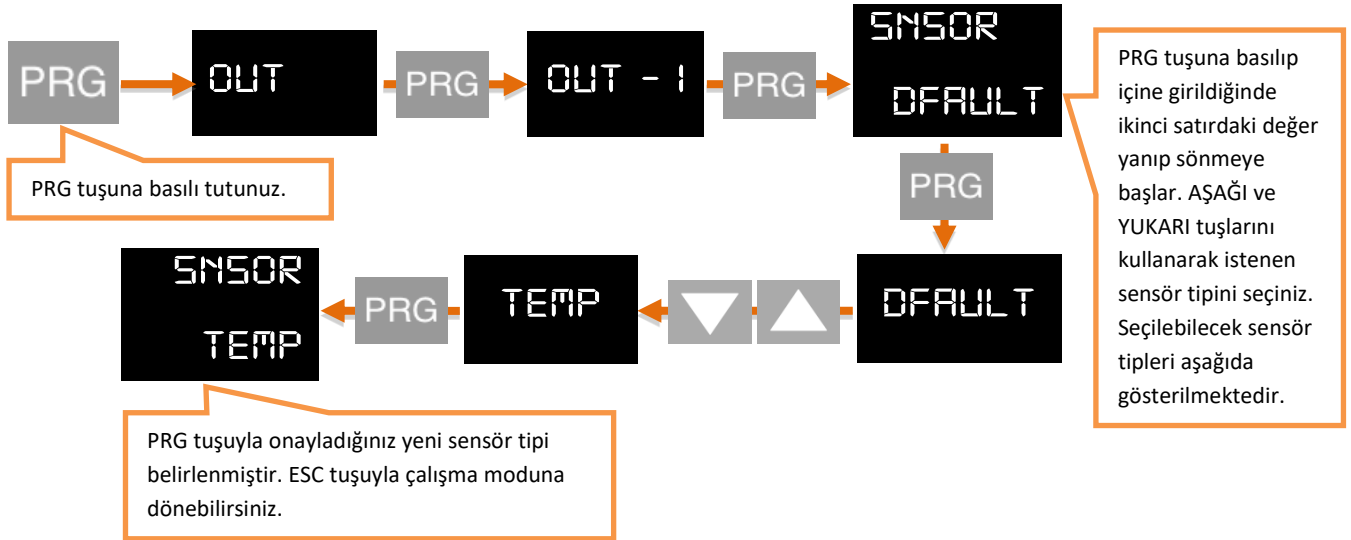 PRG
OUT
PRG
OUT - 1
PRG
SNSOR
DFAULT
PRG tuşuna basılıp
içine girildiğinde
ikinci satırdaki değer
yanıp sönmeye
başlar. AŞAĞI ve
YUKARI tuşlarını
kullanarak istenen
sensör tipini seçiniz.
Seçilebilecek sensör
tipleri aşağıda
gösterilmektedir.
PRG tuşuna basılı tutunuz.
PRG
DFAULT
TEMP
PRG
SNSOR
TEMP
PRG tuşuyla onayladığınız yeni sensör tipi
belirlenmiştir. ESC tuşuyla çalışma moduna
dönebilirsiniz.